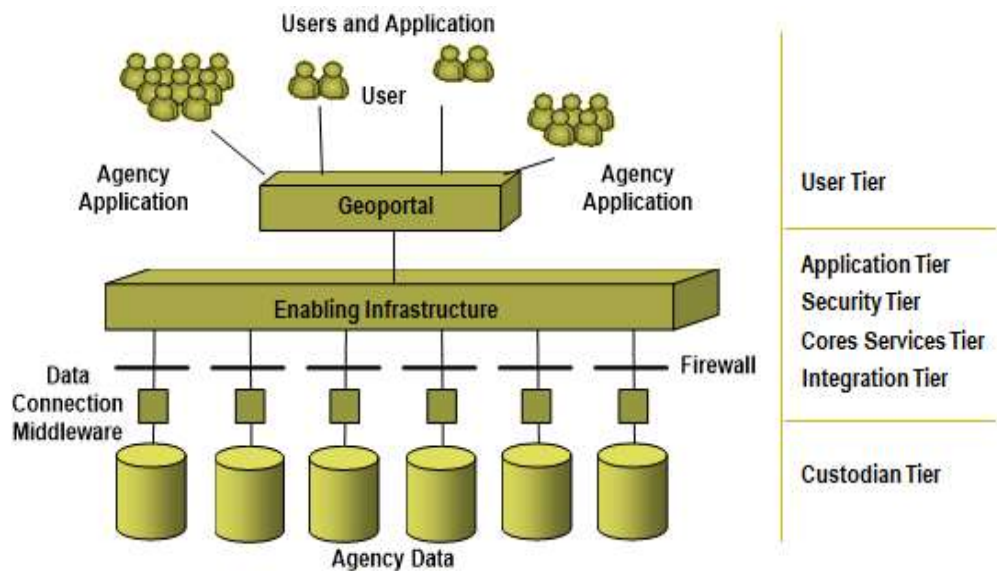 Users and Application
User
Agency
Application
Agency
Application
Geoportal
Enabling Infrastructure
Data
Connection
Middleware
Firewall
Agency Data
User Tier
Application Tier
Security Tier
Cores Services Tier
Integration Tier
Custodian Tier